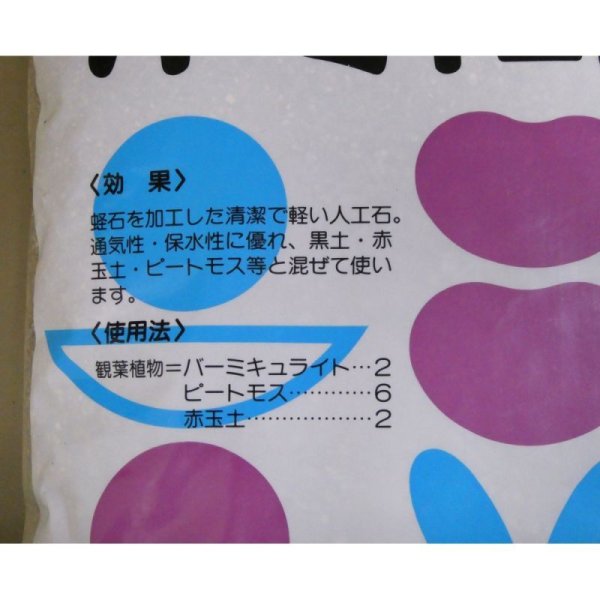 〈効　果〉
蛭石を加工した清潔で軽い人工石。
通気性・保水性に優れ、黒土・赤
玉土・ピートモス等と混ぜて使い
ます。
〈使用法〉
観葉植物＝バーミキュライト…2
ピートモス…………6
赤玉土………………2